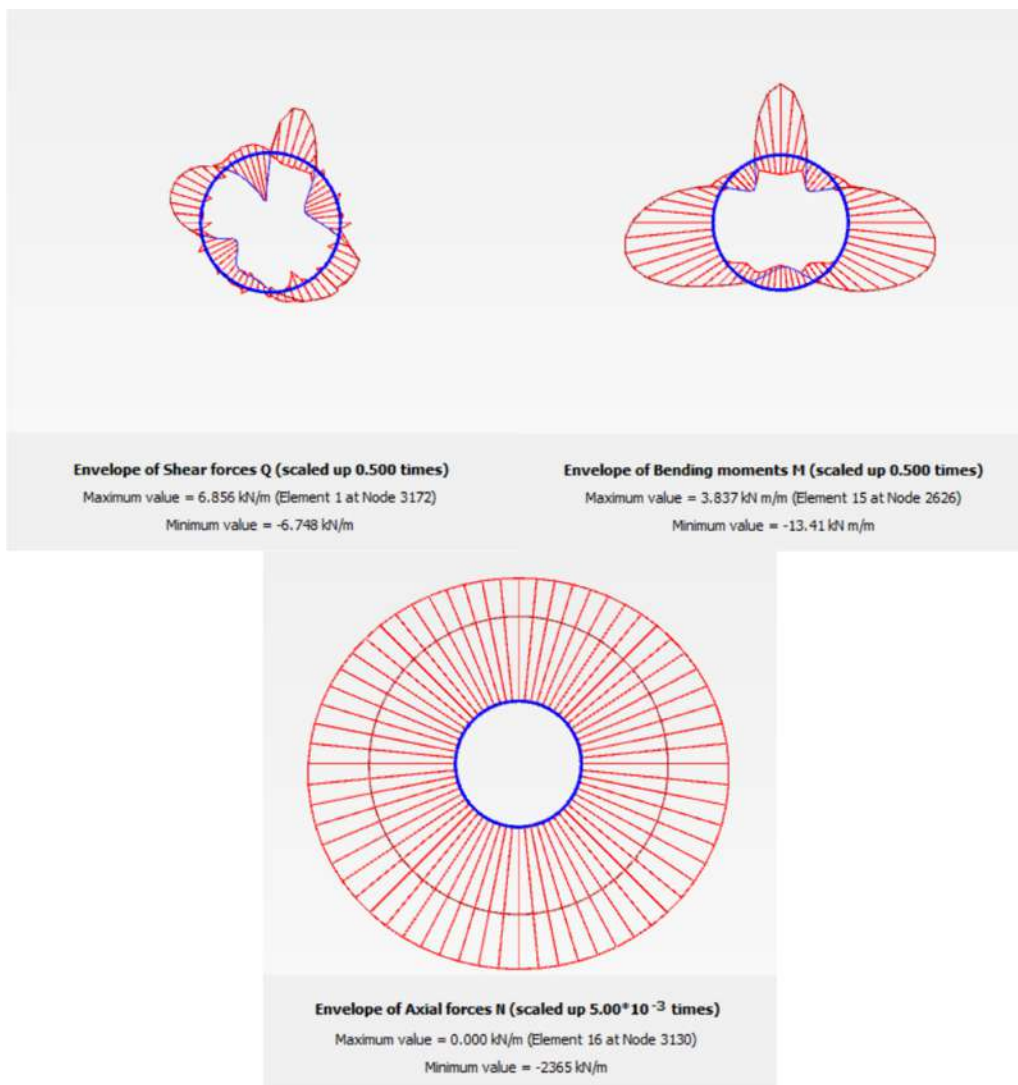 Envelope of Shear forces Q (scaled up 0.500 times)
Maximum value = 6.856 kN/m (Element 1 at Node 3172)
Minimum value = -6.748 kN/m
Envelope of Bending moments M (scaled up 0.500 times)
Maximum value = 3.837 kN m/m (Element 15 at Node 2626)
Minimum value = -13.41 kN m/m
Envelope of Axial forces N (scaled up 5.00*10 -3 times)
Maximum value = 0.000 kN/m (Element 16 at Node 3130)
Minimum value = -2365 kN/m